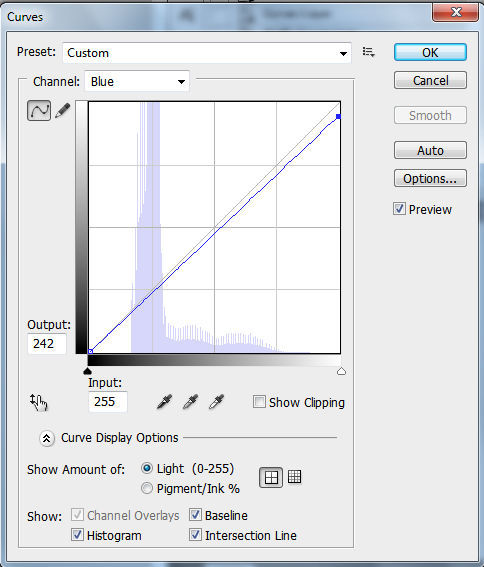 Curves
Preset: Custom
OK
Channel: Blue
Cancel
Smooth
Auto
Options...
Preview
Output:
242
Input:
255
Show Clipping
Curve Display Options
Show Amount of: Light (0-255)
Pigment/Ink %
Show: Channel Overlays Baseline
Histogram Intersection Line